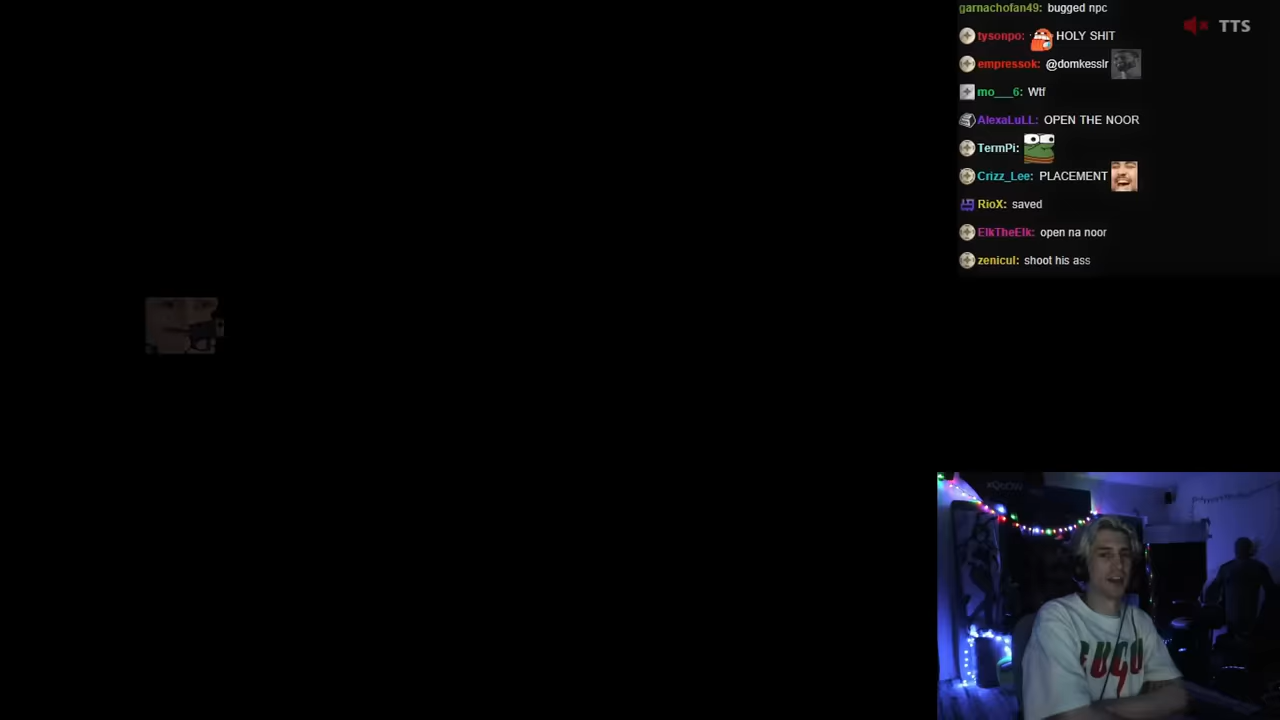 garnachofan49: bugged npc
TTS
tysonpo: HOLY SHIT
empressok: @domkesslr
mo___6: Wtf
AlexaLuLL: OPEN THE NOOR
TermPi:
Crizz_Lee: PLACEMENT
RioX: saved
ElkTheElk: open na noor
zenicul: shoot his ass
xQcOW